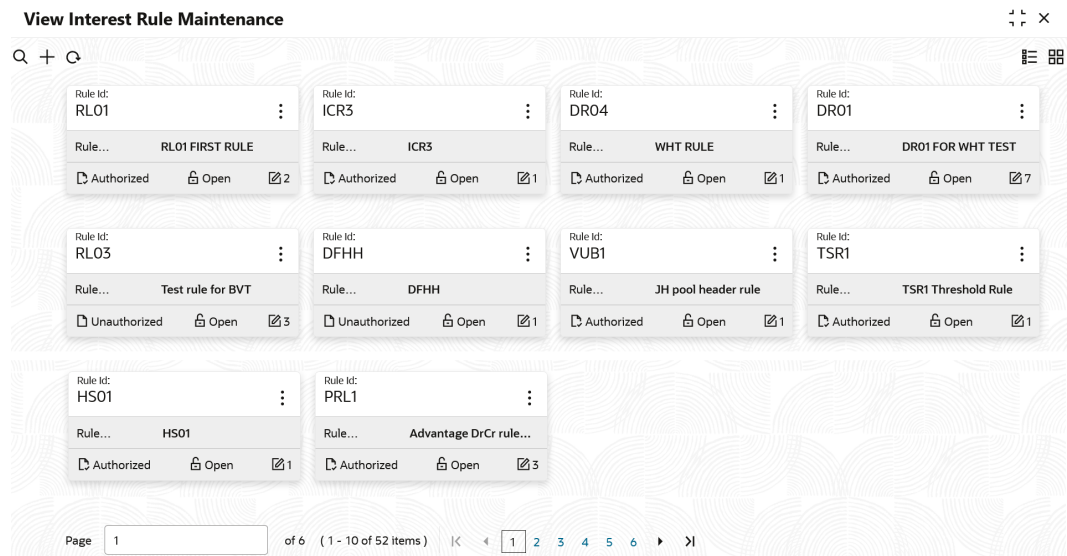 View Interest Rule Maintenance
Rule Id: Rule Id: Rule Id: Rule Id:
RL01 ICR3 DR04 DR01
Rule... RL01 FIRST RULE Rule... ICR3 Rule... WHT RULE Rule... DR01 FOR WHT TEST
Authorized Open 2 Authorized Open 1 Authorized Open 1 Authorized Open 7
Rule Id: Rule Id: Rule Id: Rule Id:
RL03 DFHH VUB1 TSR1
Rule... Test rule for BVT Rule... DFHH Rule... JH pool header rule Rule... TSR1 Threshold Rule
Unauthorized Open 3 Unauthorized Open 1 Authorized Open 1 Authorized Open 1
Rule Id: Rule Id:
HS01 PRL1
Rule... HS01 Rule... Advantage DrCr rule...
Authorized Open 1 Authorized Open 3
Page 1 of 6 ( 1 - 10 of 52 items ) 1 2 3 4 5 6